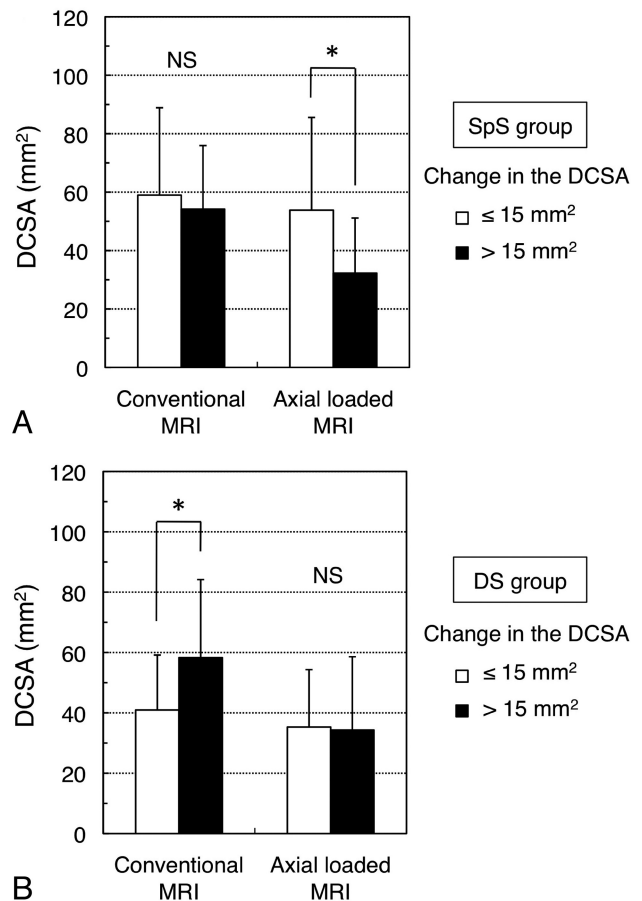 120
100
80
60
40
20
0
DCSA (mm²)
NS
*
Conventional
MRI
Axial loaded
MRI
SpS group
Change in the DCSA
≤ 15 mm²
> 15 mm²
A
120
100
80
60
40
20
0
DCSA (mm²)
*
NS
Conventional
MRI
Axial loaded
MRI
DS group
Change in the DCSA
≤ 15 mm²
> 15 mm²
B